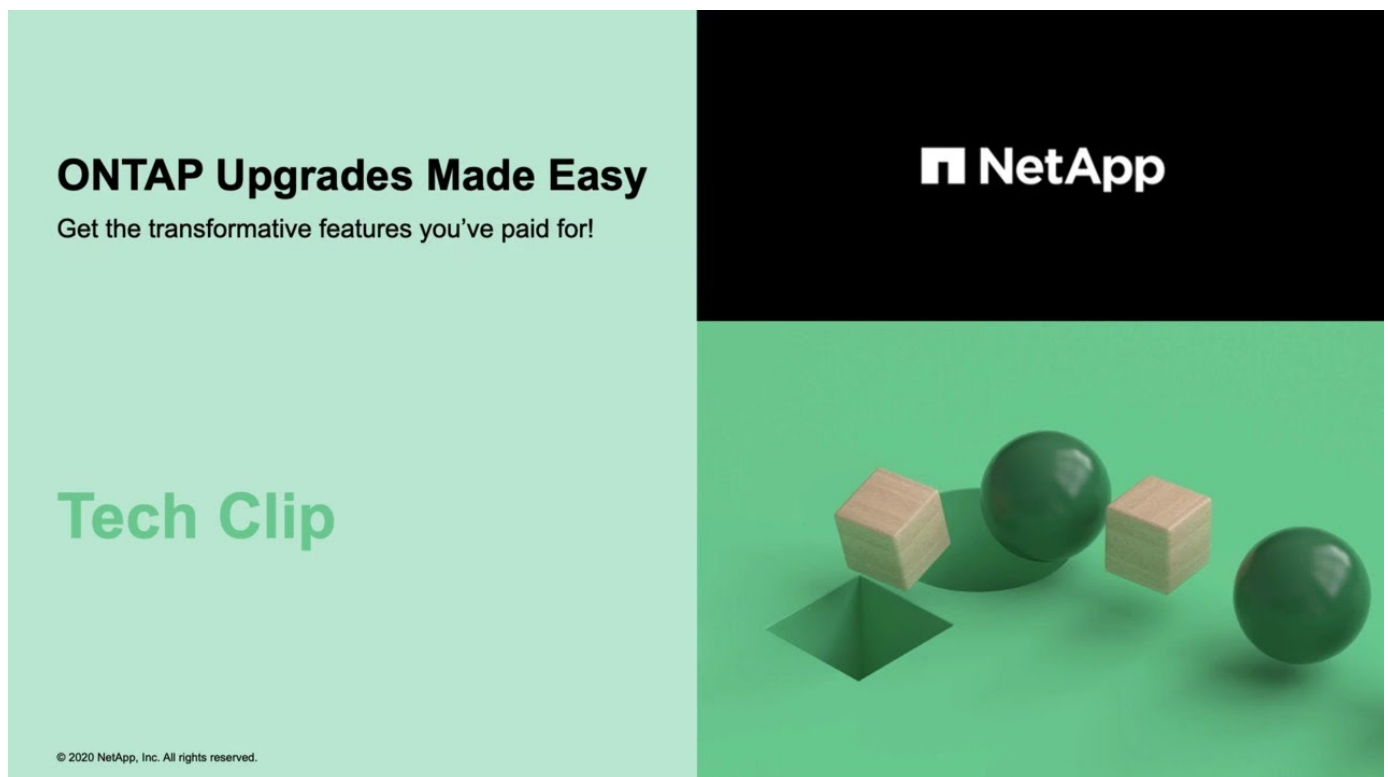 ONTAP Upgrades Made Easy
Get the transformative features you’ve paid for!
Tech Clip
© 2020 NetApp, Inc. All rights reserved.
NetApp